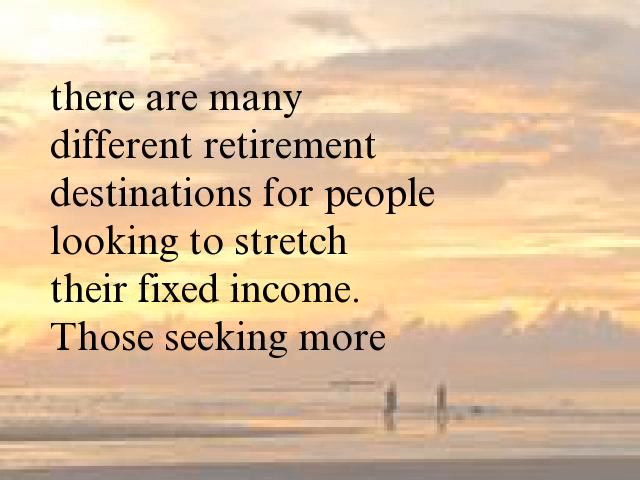 there are many
different retirement
destinations for people
looking to stretch
their fixed income.
Those seeking more